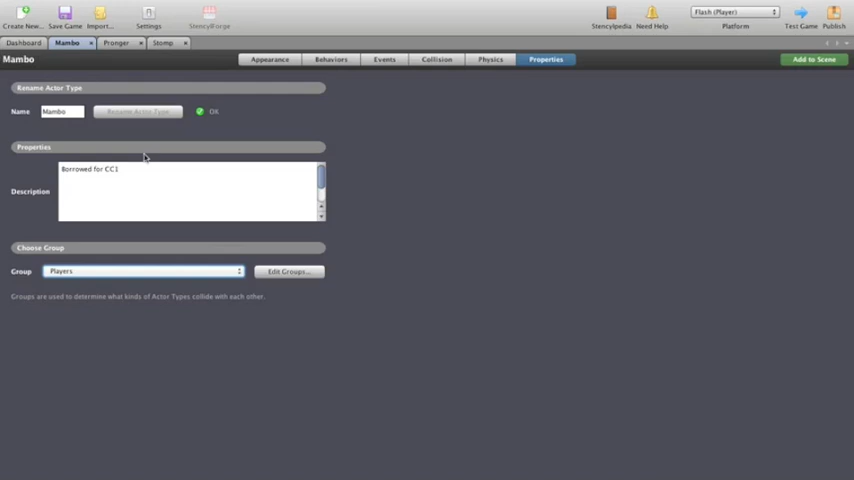 Create New... Save Game Import... Settings StencylForge Stencylpedia Need Help Flash (Player) Platform Test Game Publish
Dashboard Mambo × Pronger × Stomp ×
Mambo Appearance Behaviors Events Collision Physics Properties Add to Scene
Rename Actor Type
Name Mambo Rename Actor Type OK
Properties
Borrowed for CC1
Description
Choose Group
Group Players Edit Groups...
Groups are used to determine what kinds of Actor Types collide with each other.